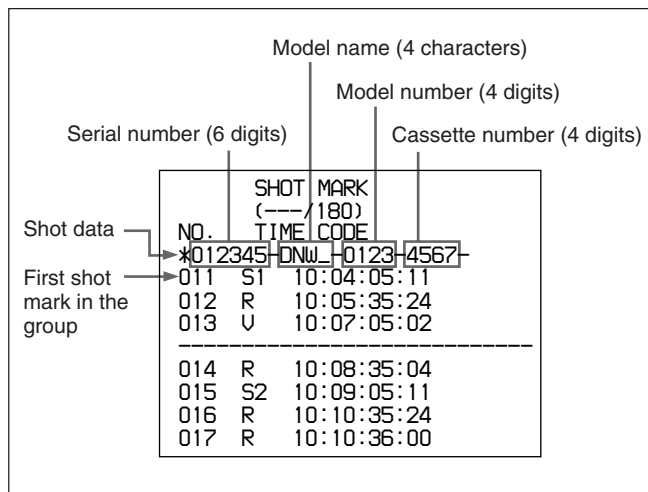 Model name (4 characters)
Model number (4 digits)
Serial number (6 digits)
Cassette number (4 digits)
SHOT MARK
(---/180)
NO. TIME CODE
Shot data
*012345-DNW_-0123-4567-
First shot
mark in the
group
011 S1 10:04:05:11
012 R 10:05:35:24
013 V 10:07:05:02
------------------------------
014 R 10:08:35:04
015 S2 10:09:05:11
016 R 10:10:35:24
017 R 10:10:36:00